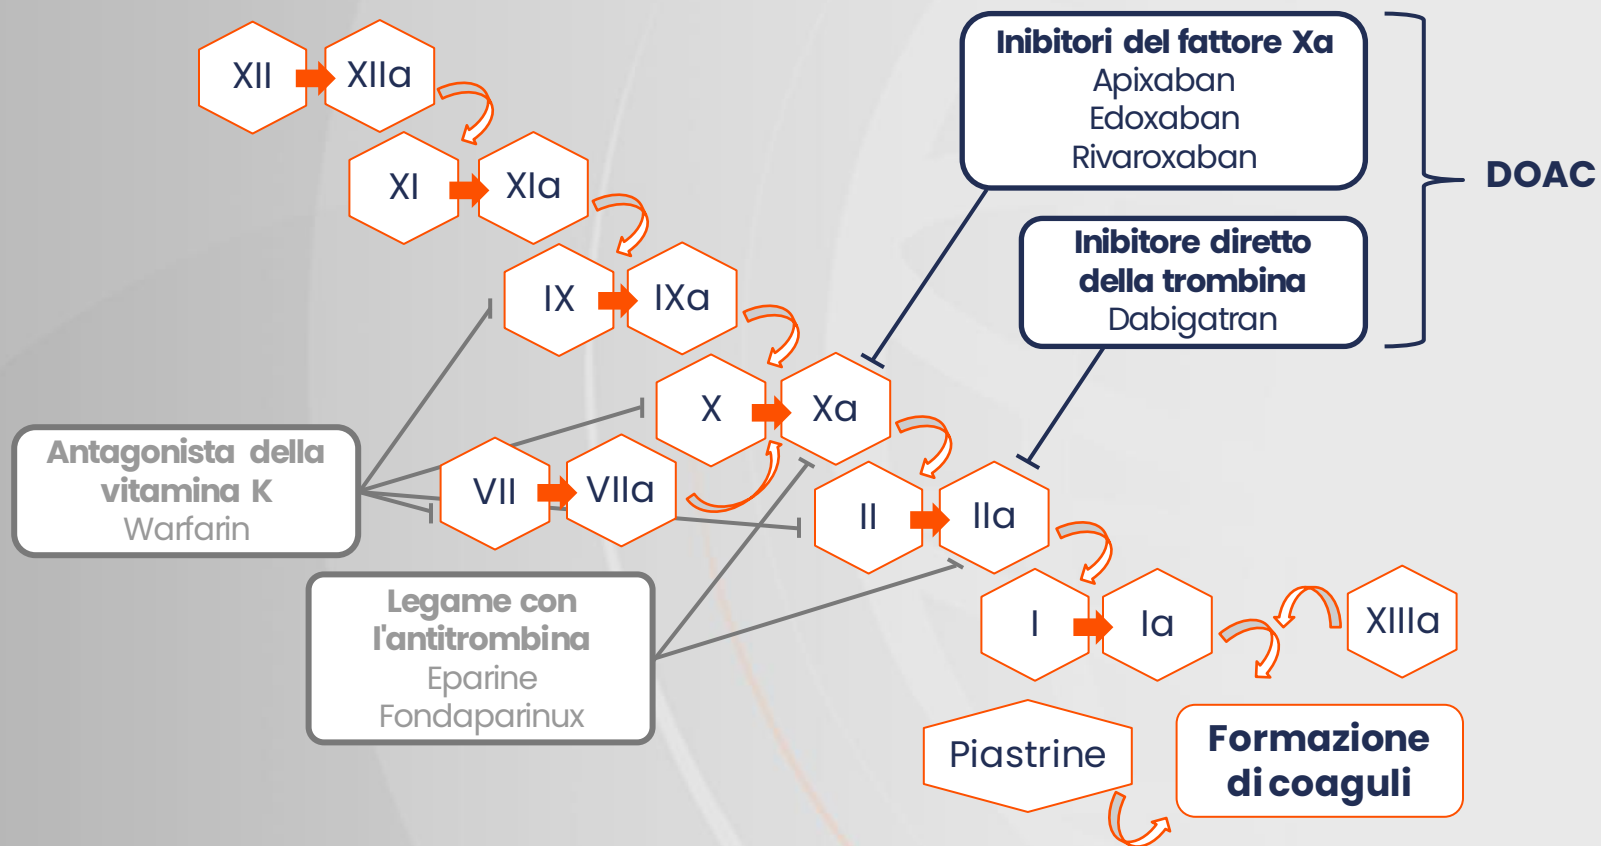 XII
XIIa
XI
XIa
IX
IXa
X
Xa
VII
VIIa
II
IIa
I
Ia
XIIIa
Piastrine
Formazione
di coaguli
Inibitori del fattore Xa
Apixaban
Edoxaban
Rivaroxaban
Inibitore diretto
della trombina
Dabigatran
DOAC
Antagonista della
vitamina K
Warfarin
Legame con
l'antitrombina
Eparine
Fondaparinux